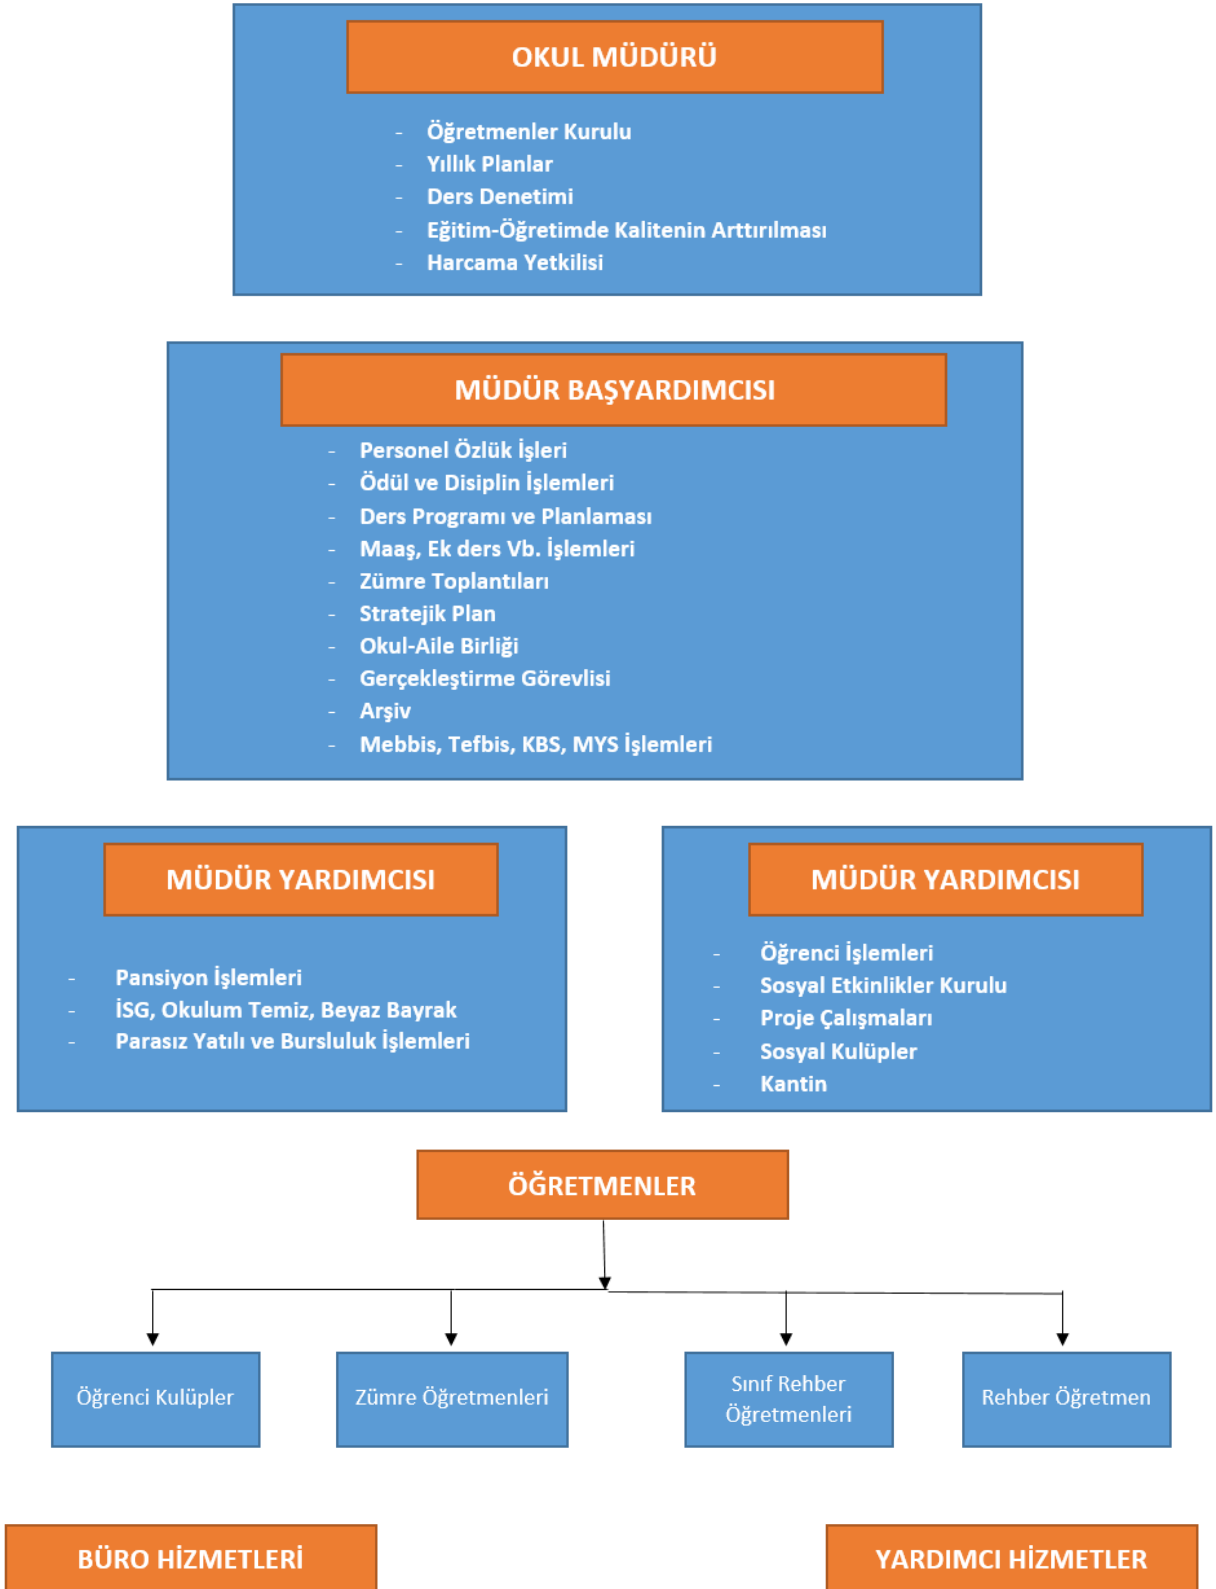 OKUL MÜDÜRÜ
- Öğretmenler Kurulu
- Yıllık Planlar
- Ders Denetimi
- Eğitim-Öğretimde Kalitenin Arttırılması
- Harcama Yetkilisi
MÜDÜR BAŞYARDIMCISI
- Personel Özlük İşleri
- Ödül ve Disiplin İşlemleri
- Ders Programı ve Planlaması
- Maaş, Ek ders Vb. İşlemleri
- Zümre Toplantıları
- Stratejik Plan
- Okul-Aile Birliği
- Gerçekleştirme Görevlisi
- Arşiv
- Mebbis, Tefbis, KBS, MYS İşlemleri
MÜDÜR YARDIMCISI
- Pansiyon İşlemleri
- İSG, Okulum Temiz, Beyaz Bayrak
- Parasız Yatılı ve Bursluluk İşlemleri
MÜDÜR YARDIMCISI
- Öğrenci İşlemleri
- Sosyal Etkinlikler Kurulu
- Proje Çalışmaları
- Sosyal Kulüpler
- Kantin
ÖĞRETMENLER
Öğrenci Kulüpler
Zümre Öğretmenleri
Sınıf Rehber
Öğretmenleri
Rehber Öğretmen
BÜRO HİZMETLERİ
YARDIMCI HİZMETLER